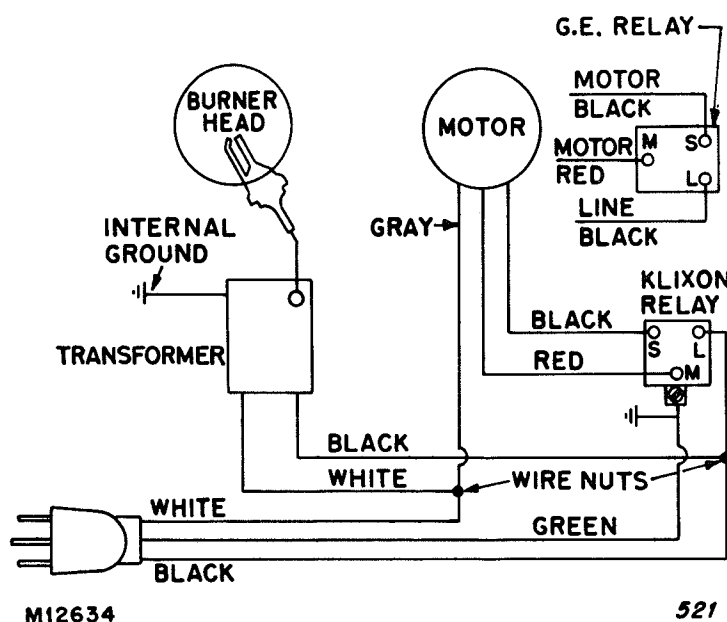 G.E. RELAY
MOTOR
BLACK
BURNER
HEAD
MOTOR
M
S
MOTOR
RED
L
LINE
BLACK
INTERNAL
GROUND
GRAY
KLIXON
RELAY
BLACK
S
L
TRANSFORMER
RED
M
BLACK
WHITE
WIRE NUTS
WHITE
GREEN
BLACK
M12634
521